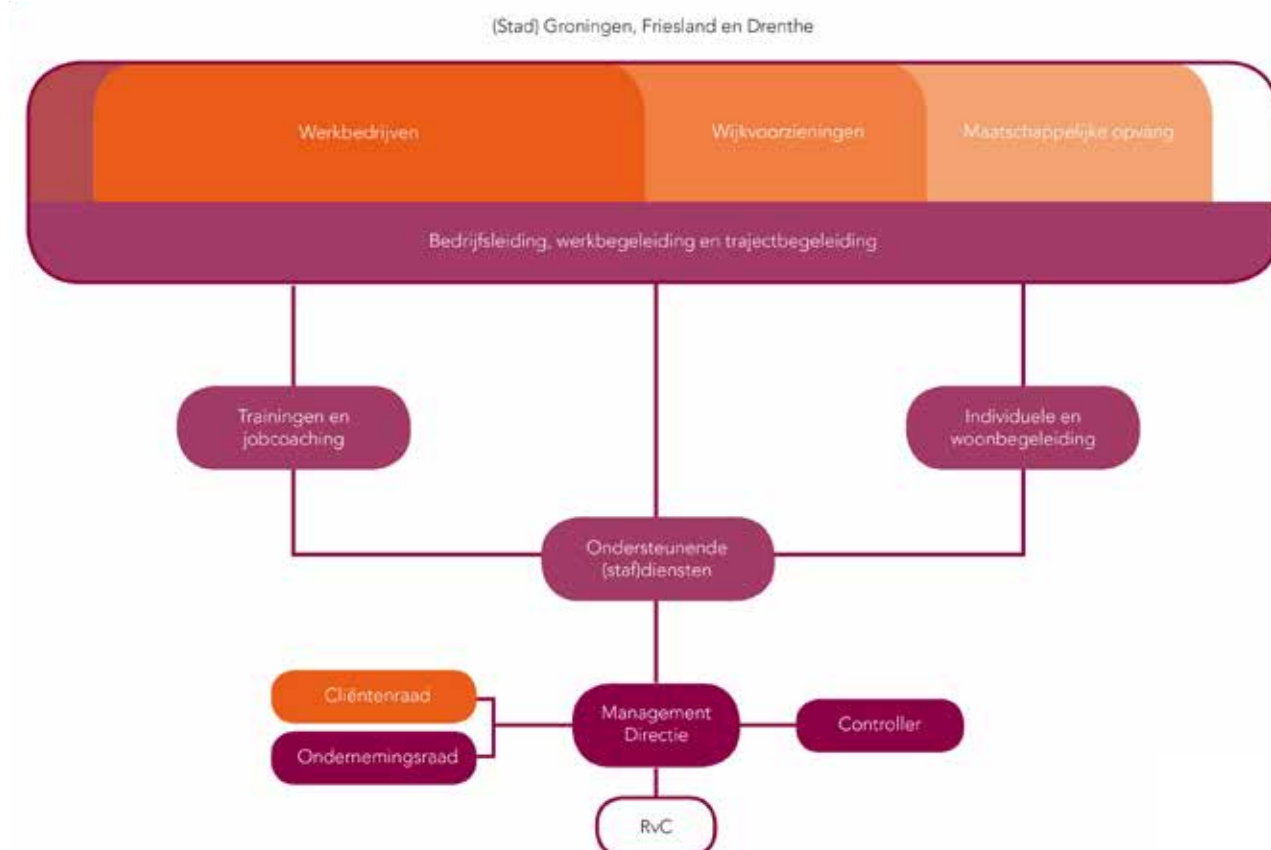 (Stad) Groningen, Friesland en Drenthe
Werkbedrijven
Wijkvoorzieningen
Maatschappelijke opvang
Bedrijfsleiding, werkbegeleiding en trajectbegeleiding
Trainingen en
jobcoaching
Individuele en
woonbegeleiding
Ondersteunende
(staf)diensten
Cliëntenraad
Ondernemingsraad
Management
Directie
Controller
RvC